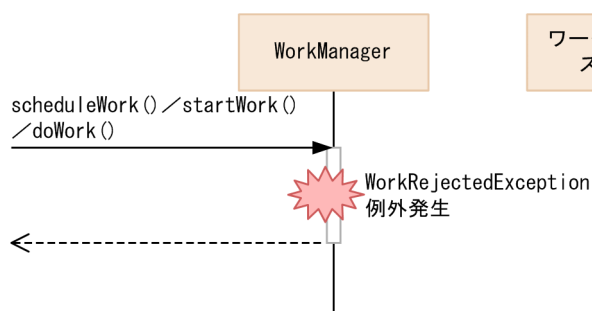 WorkManager
ワー
ス
scheduleWork()／startWork()
／doWork()
WorkRejectedException
例外発生